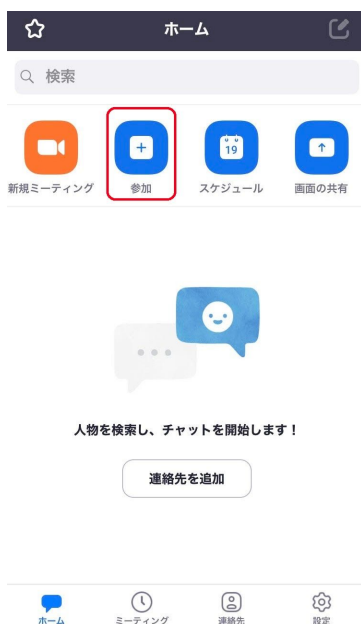 ホーム
検索
19
新規ミーティング 参加 スケジュール 画面の共有
人物を検索し、チャットを開始します！
連絡先を追加
ホーム ミーティング 連絡先 設定